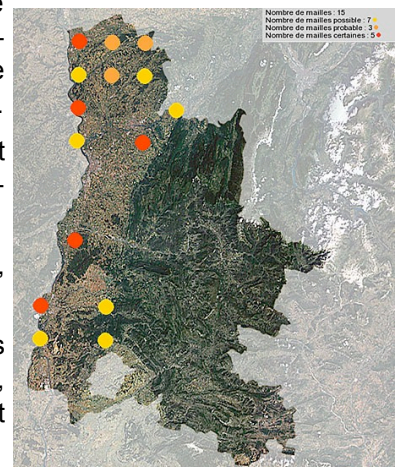 Nombre de mailles : 15
Nombre de mailles possible : 7
Nombre de mailles probable : 3
Nombre de mailles certaines : 5
e
-
e
-
t
-
,
s
,
t